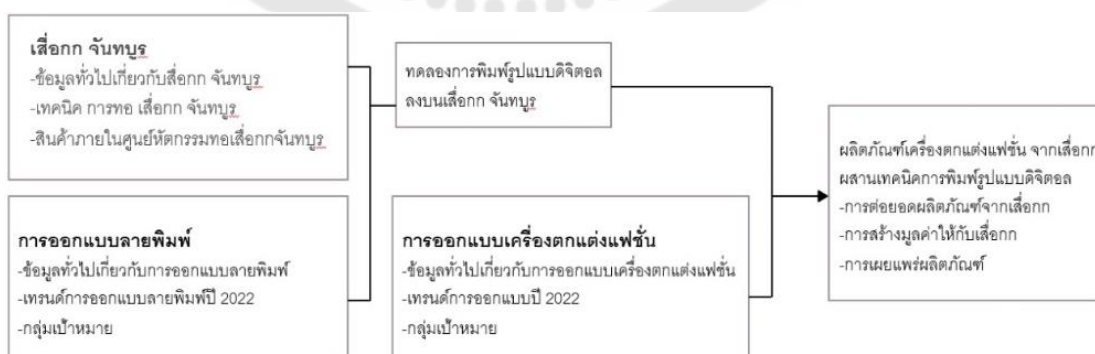 เสื่อกก จันทบูร
-ข้อมูลทั่วไปเกี่ยวกับสื่อกก จันทบูร
-เทคนิค การทอ เสื่อกก จันทบูร
-สินค้าภายในศูนย์หัตกรรมทอเสื่อกกจันทบูร
ทดลองการพิมพ์รูปแบบดิจิตอล
ลงบนเสื่อกก จันทบูร
การออกแบบลายพิมพ์
-ข้อมูลทั่วไปเกี่ยวกับการออกแบบลายพิมพ์
-เทรนด์การออกแบบลายพิมพ์ปี 2022
-กลุ่มเป้าหมาย
การออกแบบเครื่องตกแต่งแฟชั่น
-ข้อมูลทั่วไปเกี่ยวกับการออกแบบเครื่องตกแต่งแฟชั่น
-เทรนด์การออกแบบปี 2022
-กลุ่มเป้าหมาย
ผลิตภัณฑ์เครื่องตกแต่งแฟชั่น จากเสื่อกก
ผสานเทคนิคการพิมพ์รูปแบบดิจิตอล
-การต่อยอดผลิตภัณฑ์จากเสื่อกก
-การสร้างมูลค่าให้กับเสื่อกก
-การเผยแพร่ผลิตภัณฑ์